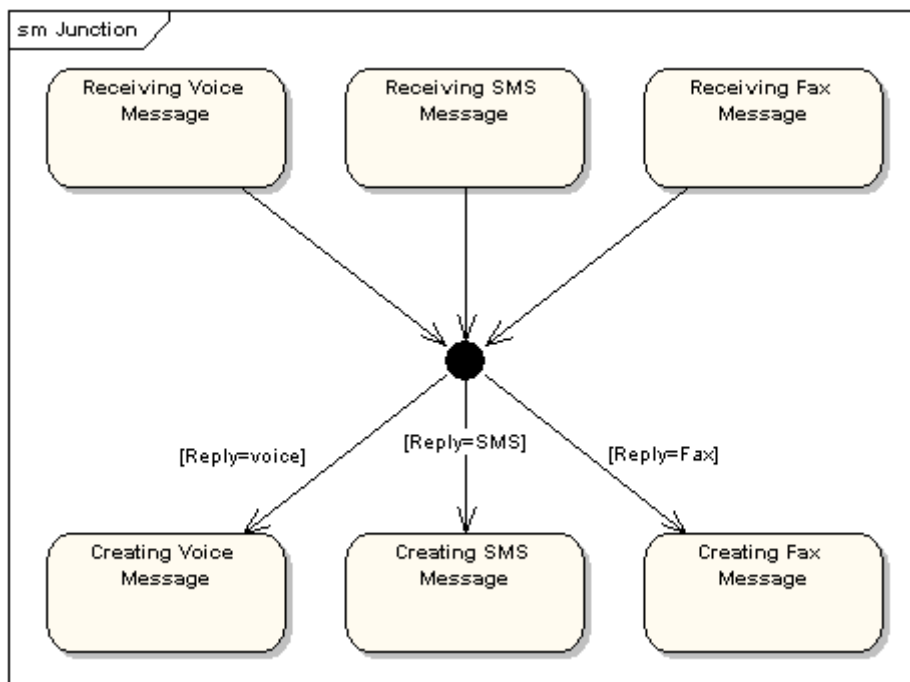 sm Junction
Receiving Voice
Message
Receiving SMS
Message
Receiving Fax
Message
[Reply=voice]
[Reply=SMS]
[Reply=Fax]
Creating Voice
Message
Creating SMS
Message
Creating Fax
Message